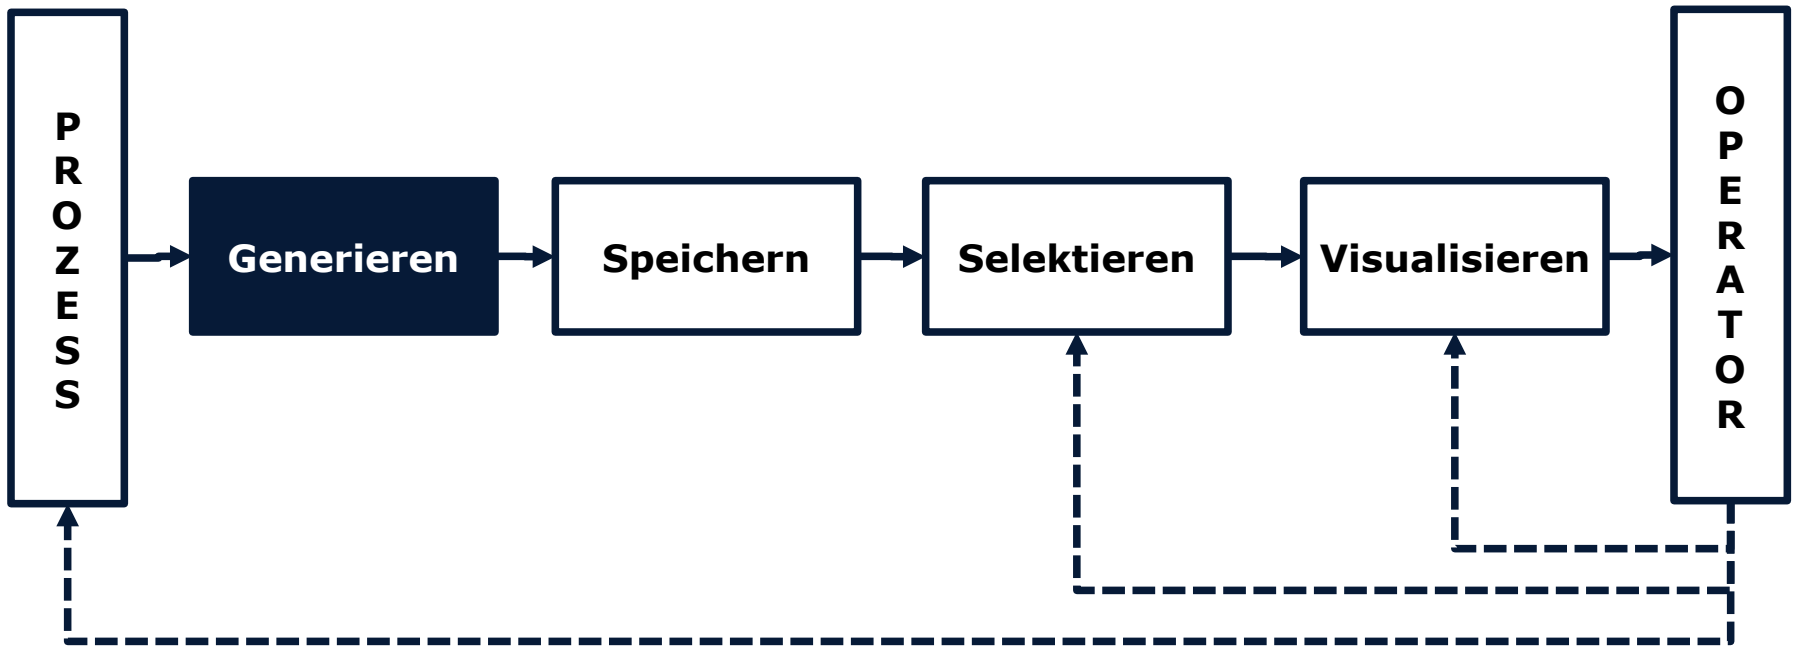 PROZESS
Generieren
Speichern
Selektieren
Visualisieren
OPERATOR